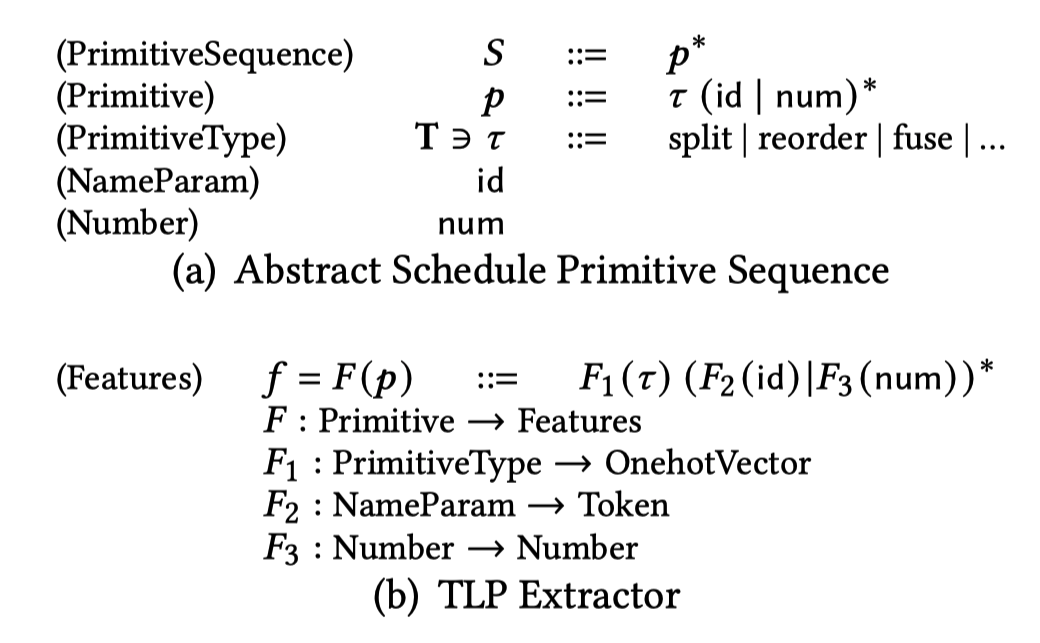 (PrimitiveSequence) S ::= p*
(Primitive) p ::= τ (id | num)*
(PrimitiveType) T ∋ τ ::= split | reorder | fuse | ...
(NameParam) id
(Number) num
(a) Abstract Schedule Primitive Sequence
(Features) f = F(p) ::= F₁(τ) (F₂(id)|F₃(num))*
F : Primitive → Features
F₁ : PrimitiveType → OnehotVector
F₂ : NameParam → Token
F₃ : Number → Number
(b) TLP Extractor